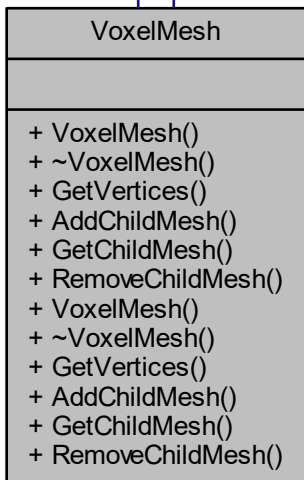 VoxelMesh
+ VoxelMesh()
+ ~VoxelMesh()
+ GetVertices()
+ AddChildMesh()
+ GetChildMesh()
+ RemoveChildMesh()
+ VoxelMesh()
+ ~VoxelMesh()
+ GetVertices()
+ AddChildMesh()
+ GetChildMesh()
+ RemoveChildMesh()